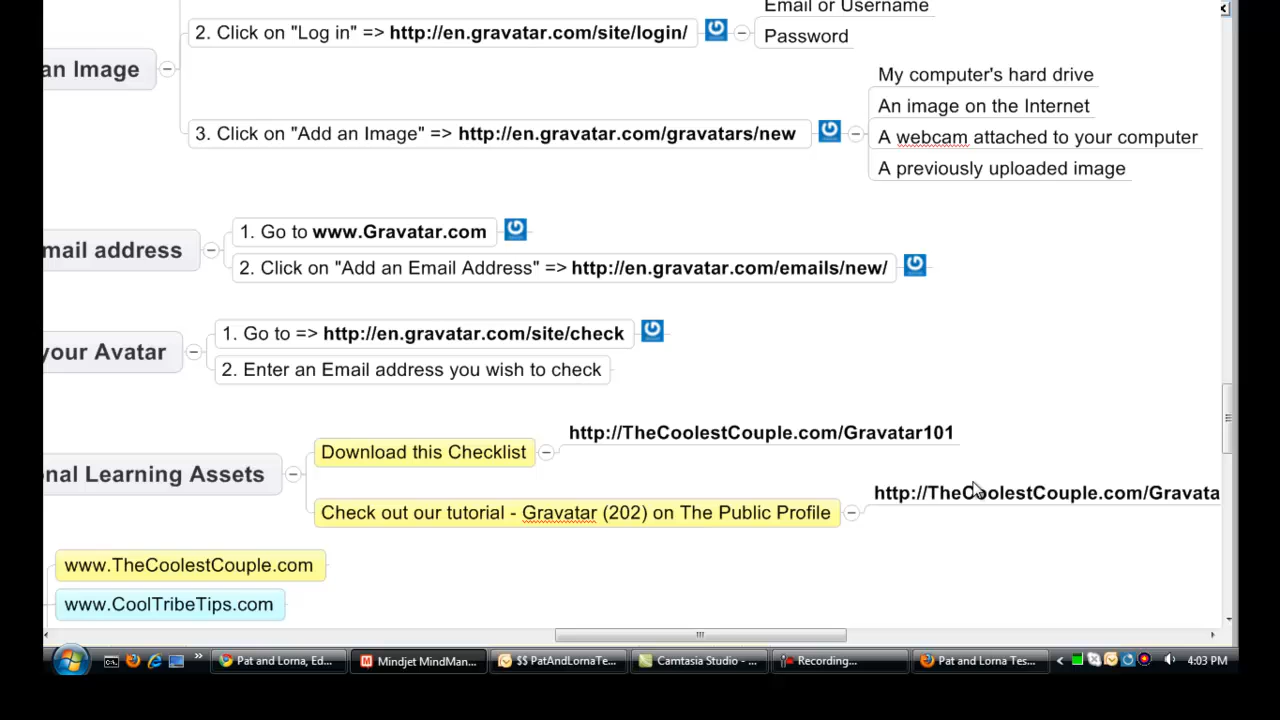 Email or Username
2. Click on "Log in" => http://en.gravatar.com/site/login/
Password
an Image
My computer's hard drive
An image on the Internet
3. Click on "Add an Image" => http://en.gravatar.com/gravatars/new
A webcam attached to your computer
A previously uploaded image
1. Go to www.Gravatar.com
mail address
2. Click on "Add an Email Address" => http://en.gravatar.com/emails/new/
1. Go to => http://en.gravatar.com/site/check
your Avatar
2. Enter an Email address you wish to check
http://TheCoolestCouple.com/Gravatar101
Download this Checklist
onal Learning Assets
http://TheCoolestCouple.com/Gravata
Check out our tutorial - Gravatar (202) on The Public Profile
www.TheCoolestCouple.com
www.CoolTribeTips.com
Pat and Lorna, Ed...
Mindjet MindMan...
$$ PatAndLornaTe...
Camtasia Studio - ...
Recording...
Pat and Lorna Tes...
4:03 PM